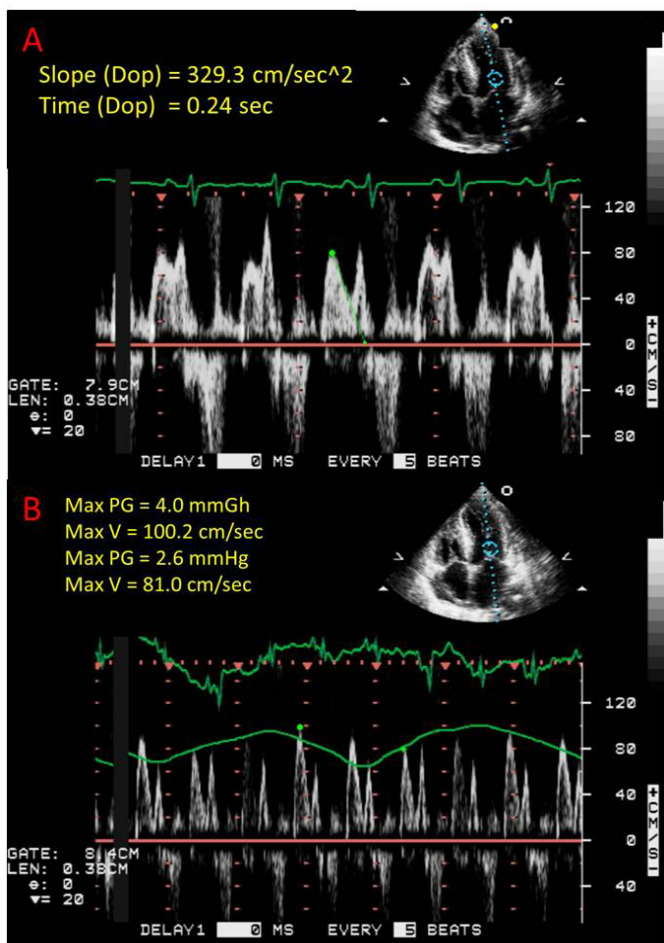 A
Slope (Dop) = 329.3 cm/sec^2
Time (Dop) = 0.24 sec
120
80
40
0
40
80
+CM/S-
GATE: 7.9CM
LEN: 0.38CM
θ: 0
▼= 20
DELAY1 0 MS EVERY 5 BEATS
B
Max PG = 4.0 mmGh
Max V = 100.2 cm/sec
Max PG = 2.6 mmHg
Max V = 81.0 cm/sec
120
80
40
0
40
+CM/S-
GATE: 8.4CM
LEN: 0.38CM
θ: 0
▼= 20
DELAY1 0 MS EVERY 5 BEATS